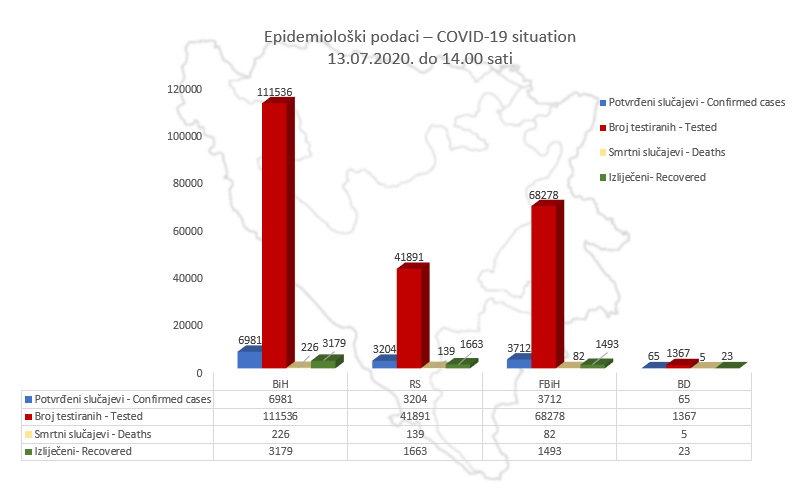 Epidemiološki podaci – COVID-19 situation
13.07.2020. do 14.00 sati
120000
100000
80000
60000
40000
20000
0
111536
6981
226
3179
41891
3204
139
1663
68278
3712
82
1493
65
1367
5
23
Potvrđeni slučajevi - Confirmed cases
Broj testiranih - Tested
Smrtni slučajevi - Deaths
Izliječeni- Recovered
BiH RS FBiH BD
Potvrđeni slučajevi - Confirmed cases 6981 3204 3712 65
Broj testiranih - Tested 111536 41891 68278 1367
Smrtni slučajevi - Deaths 226 139 82 5
Izliječeni- Recovered 3179 1663 1493 23